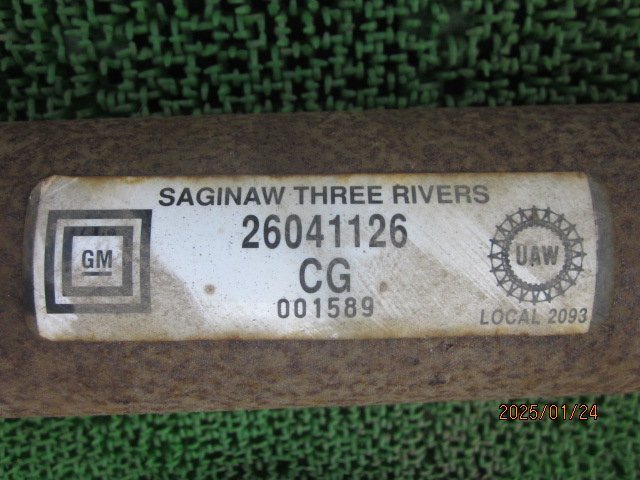 SAGINAW THREE RIVERS
26041126
GM
CG
UAW
001589
LOCAL 2093
2025/01/24